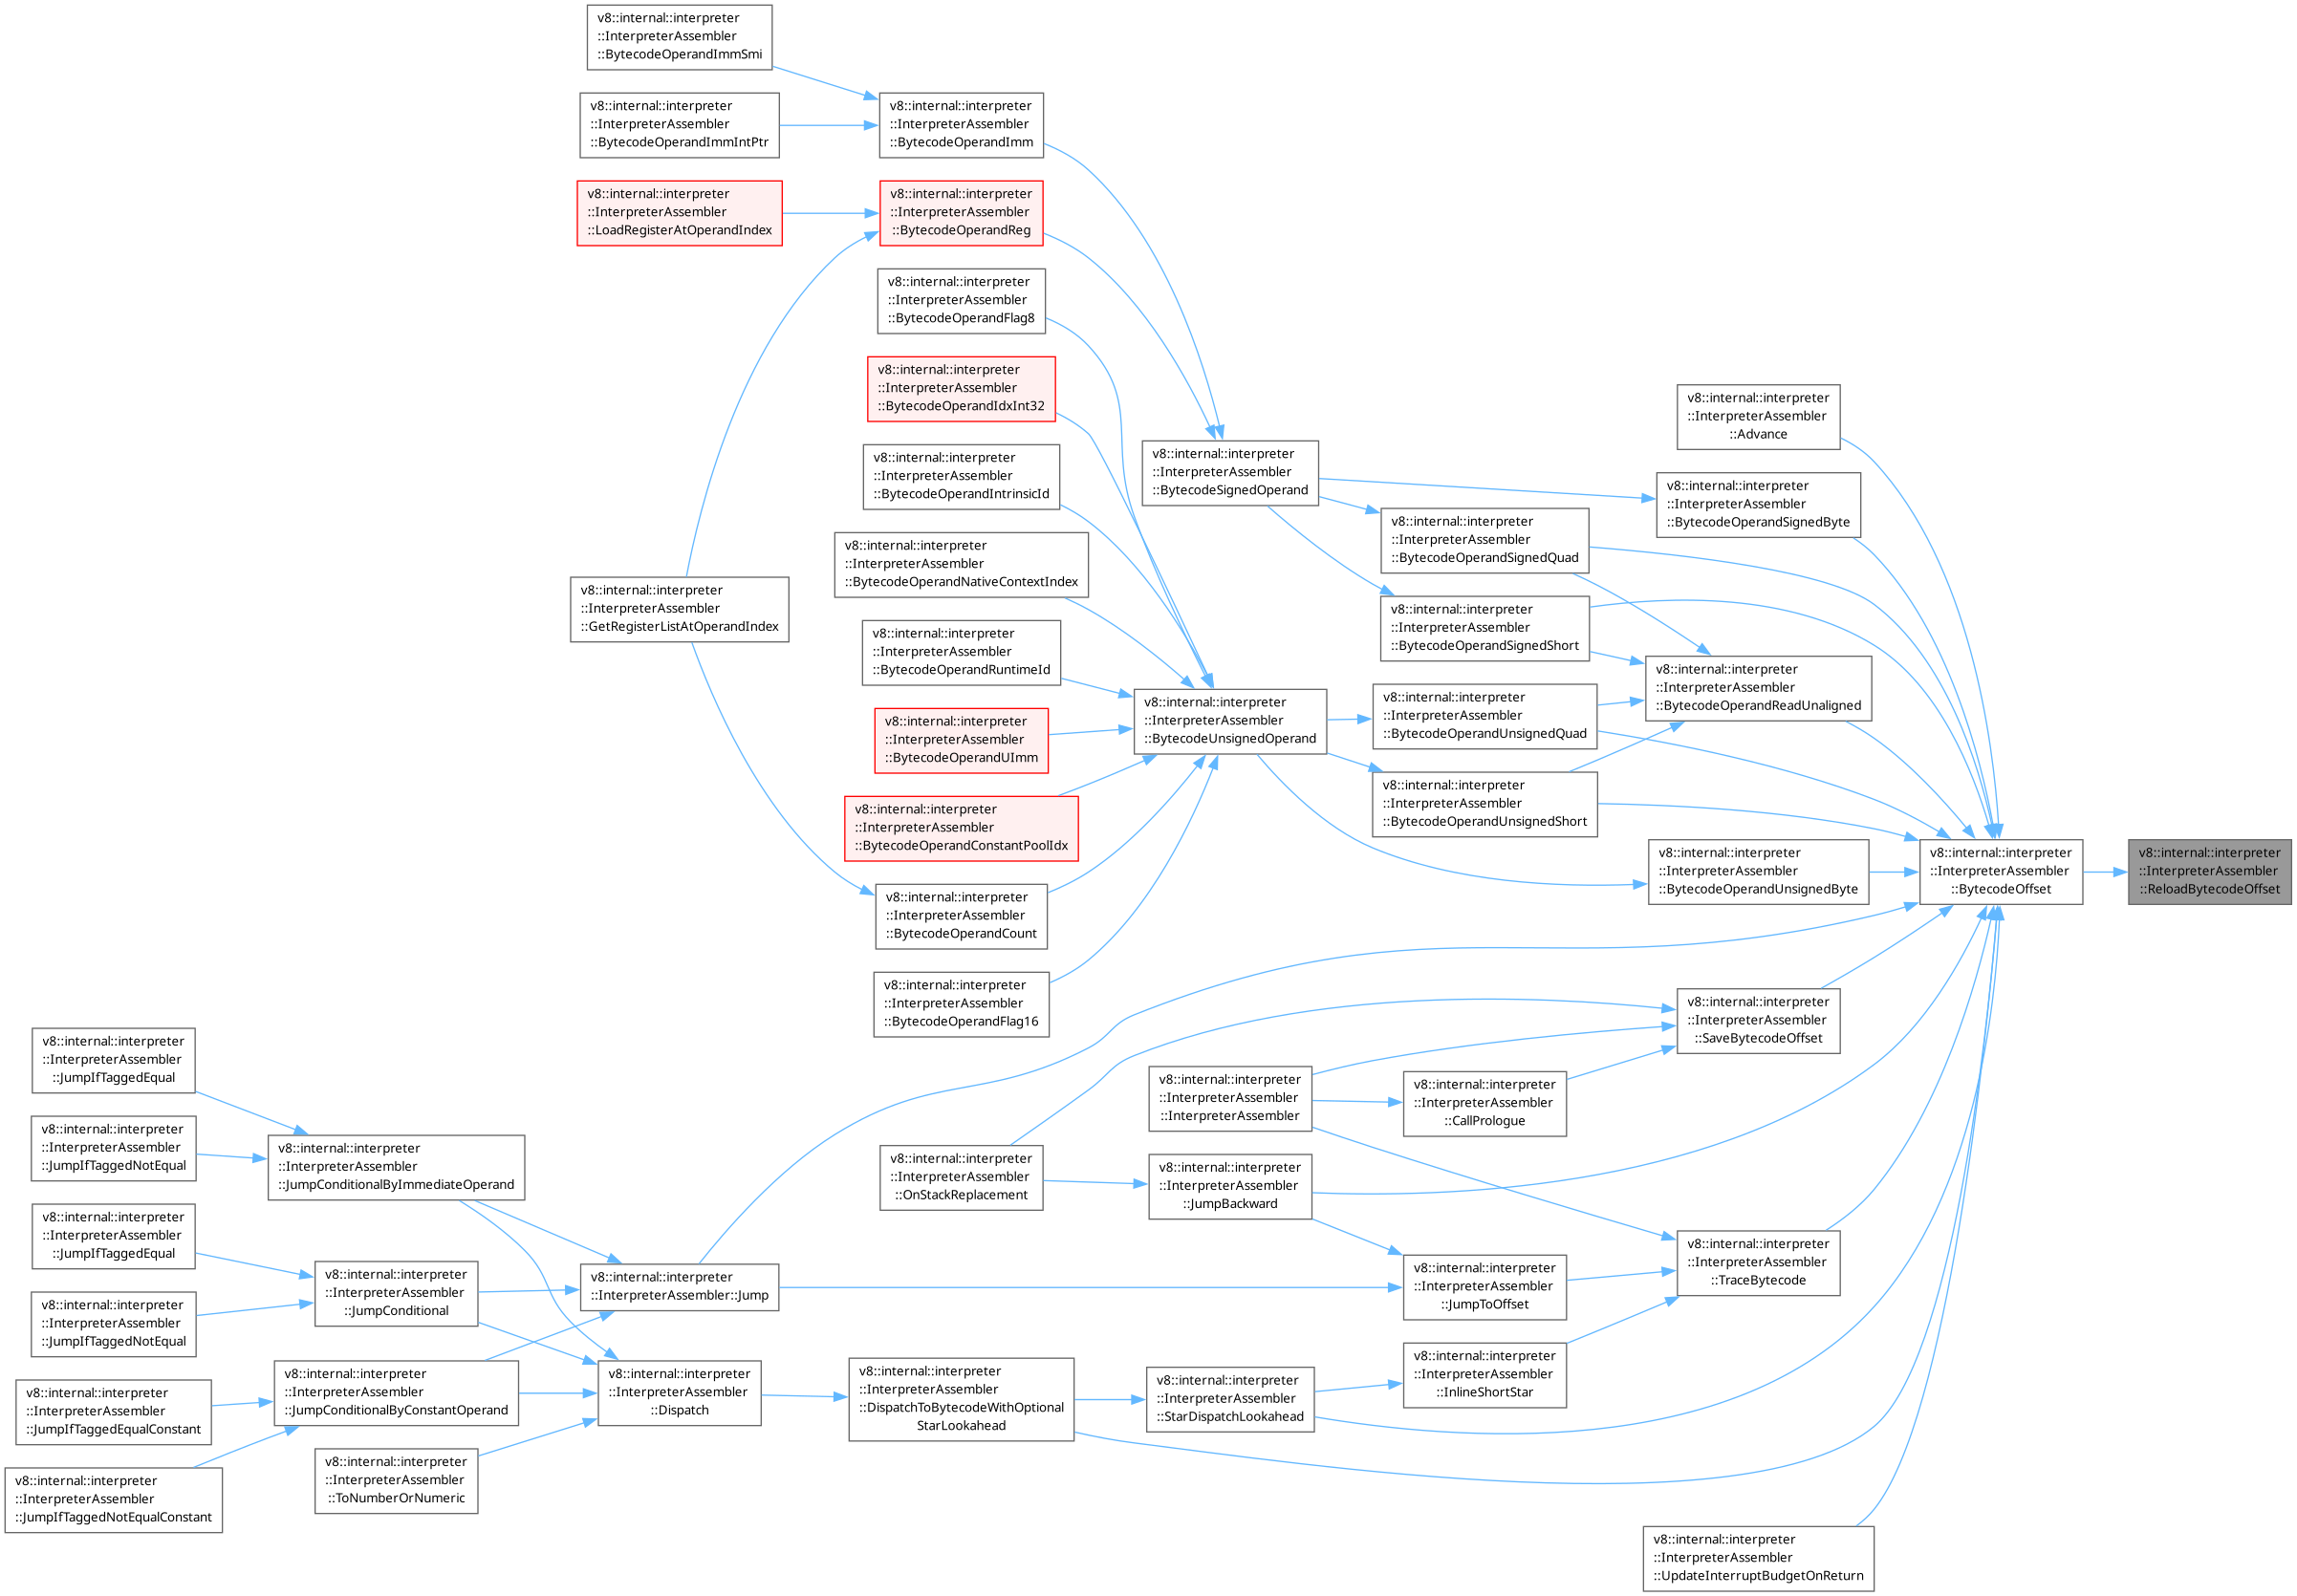 v8::internal::interpreter
::InterpreterAssembler
::BytecodeOperandImmSmi
v8::internal::interpreter
::InterpreterAssembler
::BytecodeOperandImmIntPtr
v8::internal::interpreter
::InterpreterAssembler
::BytecodeOperandImm
v8::internal::interpreter
::InterpreterAssembler
::LoadRegisterAtOperandIndex
v8::internal::interpreter
::InterpreterAssembler
::BytecodeOperandReg
v8::internal::interpreter
::InterpreterAssembler
::BytecodeOperandFlag8
v8::internal::interpreter
::InterpreterAssembler
::BytecodeOperandIdxInt32
v8::internal::interpreter
::InterpreterAssembler
::Advance
v8::internal::interpreter
::InterpreterAssembler
::BytecodeOperandIntrinsicId
v8::internal::interpreter
::InterpreterAssembler
::BytecodeSignedOperand
v8::internal::interpreter
::InterpreterAssembler
::BytecodeOperandSignedByte
v8::internal::interpreter
::InterpreterAssembler
::BytecodeOperandNativeContextIndex
v8::internal::interpreter
::InterpreterAssembler
::BytecodeOperandSignedQuad
v8::internal::interpreter
::InterpreterAssembler
::GetRegisterListAtOperandIndex
v8::internal::interpreter
::InterpreterAssembler
::BytecodeOperandSignedShort
v8::internal::interpreter
::InterpreterAssembler
::BytecodeOperandRuntimeId
v8::internal::interpreter
::InterpreterAssembler
::BytecodeOperandReadUnaligned
v8::internal::interpreter
::InterpreterAssembler
::BytecodeUnsignedOperand
v8::internal::interpreter
::InterpreterAssembler
::BytecodeOperandUnsignedQuad
v8::internal::interpreter
::InterpreterAssembler
::BytecodeOperandUImm
v8::internal::interpreter
::InterpreterAssembler
::BytecodeOperandUnsignedShort
v8::internal::interpreter
::InterpreterAssembler
::BytecodeOperandConstantPoolIdx
v8::internal::interpreter
::InterpreterAssembler
::BytecodeOperandUnsignedByte
v8::internal::interpreter
::InterpreterAssembler
::BytecodeOffset
v8::internal::interpreter
::InterpreterAssembler
::ReloadBytecodeOffset
v8::internal::interpreter
::InterpreterAssembler
::BytecodeOperandCount
v8::internal::interpreter
::InterpreterAssembler
::BytecodeOperandFlag16
v8::internal::interpreter
::InterpreterAssembler
::SaveBytecodeOffset
v8::internal::interpreter
::InterpreterAssembler
::JumpIfTaggedEqual
v8::internal::interpreter
::InterpreterAssembler
::InterpreterAssembler
v8::internal::interpreter
::InterpreterAssembler
::CallPrologue
v8::internal::interpreter
::InterpreterAssembler
::JumpIfTaggedNotEqual
v8::internal::interpreter
::InterpreterAssembler
::JumpConditionalByImmediateOperand
v8::internal::interpreter
::InterpreterAssembler
::OnStackReplacement
v8::internal::interpreter
::InterpreterAssembler
::JumpBackward
v8::internal::interpreter
::InterpreterAssembler
::JumpIfTaggedEqual
v8::internal::interpreter
::InterpreterAssembler
::TraceBytecode
v8::internal::interpreter
::InterpreterAssembler
::JumpConditional
v8::internal::interpreter
::InterpreterAssembler::Jump
v8::internal::interpreter
::InterpreterAssembler
::JumpToOffset
v8::internal::interpreter
::InterpreterAssembler
::JumpIfTaggedNotEqual
v8::internal::interpreter
::InterpreterAssembler
::InlineShortStar
v8::internal::interpreter
::InterpreterAssembler
::JumpConditionalByConstantOperand
v8::internal::interpreter
::InterpreterAssembler
::Dispatch
v8::internal::interpreter
::InterpreterAssembler
::DispatchToBytecodeWithOptional
StarLookahead
v8::internal::interpreter
::InterpreterAssembler
::StarDispatchLookahead
v8::internal::interpreter
::InterpreterAssembler
::JumpIfTaggedEqualConstant
v8::internal::interpreter
::InterpreterAssembler
::ToNumberOrNumeric
v8::internal::interpreter
::InterpreterAssembler
::JumpIfTaggedNotEqualConstant
v8::internal::interpreter
::InterpreterAssembler
::UpdateInterruptBudgetOnReturn